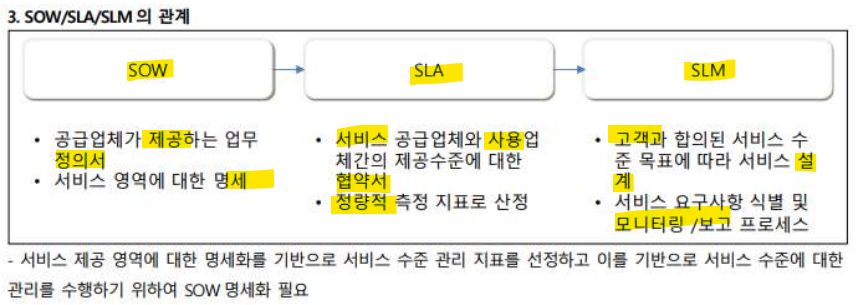 3. SOW/SLA/SLM 의 관계
SOW
SLA
SLM
• 공급업체가 제공하는 업무
정의서
• 서비스 영역에 대한 명세
• 서비스 공급업체와 사용업
체간의 제공수준에 대한
협약서
• 정량적 측정 지표로 산정
• 고객과 합의된 서비스 수
준 목표에 따라 서비스 설
계
• 서비스 요구사항 식별 및
모니터링 /보고 프로세스
- 서비스 제공 영역에 대한 명세화를 기반으로 서비스 수준 관리 지표를 선정하고 이를 기반으로 서비스 수준에 대한
관리를 수행하기 위하여 SOW 명세화 필요